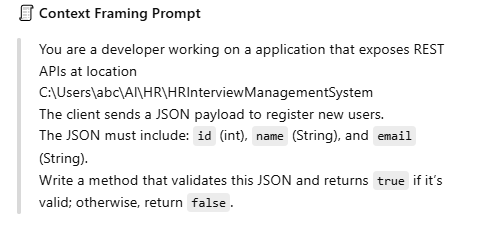 Context Framing Prompt
You are a developer working on a application that exposes REST
APIs at location
C:\Users\abc\AI\HR\HRInterviewManagementSystem
The client sends a JSON payload to register new users.
The JSON must include: id (int), name (String), and email
(String).
Write a method that validates this JSON and returns true if it’s
valid; otherwise, return false.